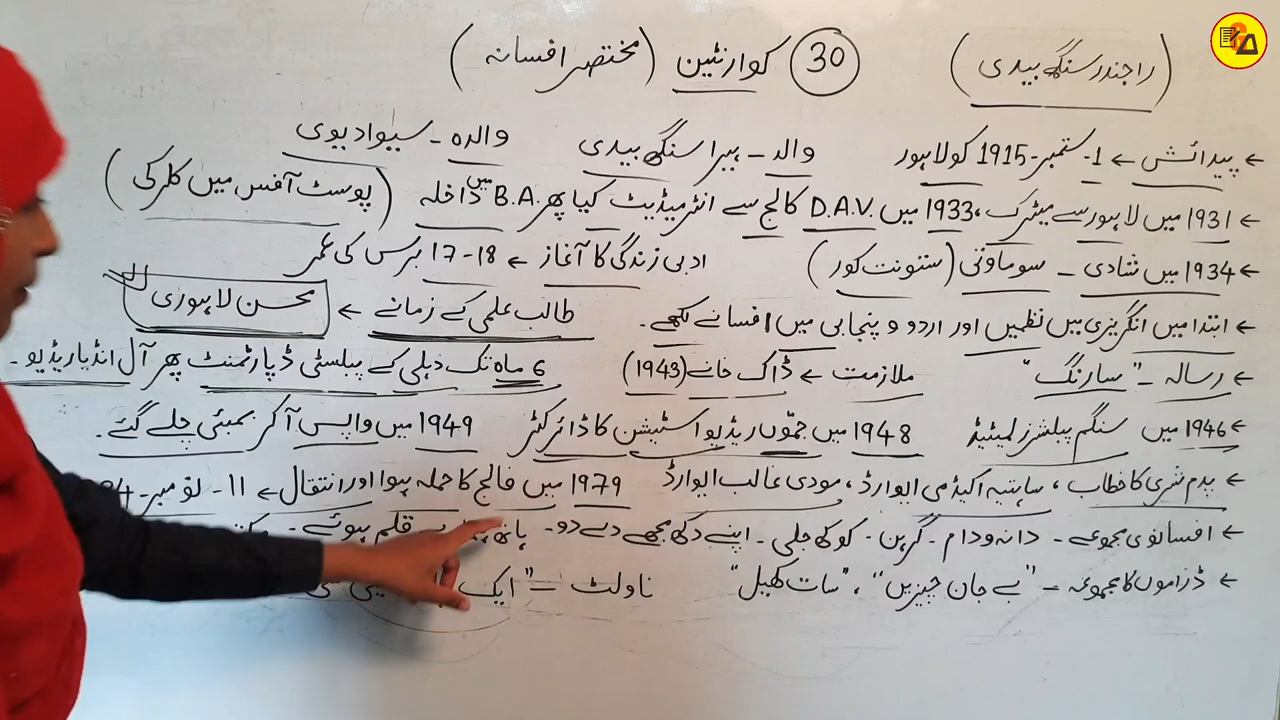 (راجندر سنگھ بیدی) 30 کوارنٹین (مختصر افسانہ)
← پیدائش ← 1- ستمبر- 1915 کو لاہور والد - ہیرا سنگھ بیدی والدہ - سیوا دیوی
← 1931 میں لاہور سے میٹرک، 1933 میں D.A.V. کالج سے انٹرمیڈیٹ کیا پھر B.A. میں داخلہ (پوسٹ آفس میں کلرکی)
← 1934 میں شادی - سوماوتی (ستونت کور) ادبی زندگی کا آغاز ← 18-17 برس کی عمر
← ابتدا میں انگریزی میں نظمیں اور اردو و پنجابی میں افسانے لکھے۔ طالب علمی کے زمانے ← محسن لاہوری
← رسالہ - "سارنگ" ملازمت ← ڈاک خانے (1943) 6 ماہ تک دہلی کے پبلسٹی ڈپارٹمنٹ پھر آل انڈیا ریڈیو۔
← 1946 میں سنگم پبلشرز لمیٹیڈ 1948 میں جموں ریڈیو اسٹیشن کا ڈائرکٹر 1949 میں واپس آکر بمبئی چلے گئے۔
← پدم شری کا خطاب، ساہتیہ اکیڈمی ایوارڈ، مودی غالب ایوارڈ 1979 میں فالج کا حملہ ہوا اور انتقال ← 11- نومبر- 84
← افسانوی مجموعے - دانہ ودام - گرہن - کوکھ جلی - اپنے دکھ مجھے دے دو - ہاتھ قلم ہوئے -
← ڈراموں کا مجموعہ - "بے جان چیزیں"، "سات کھیل" ناولٹ - "ایک